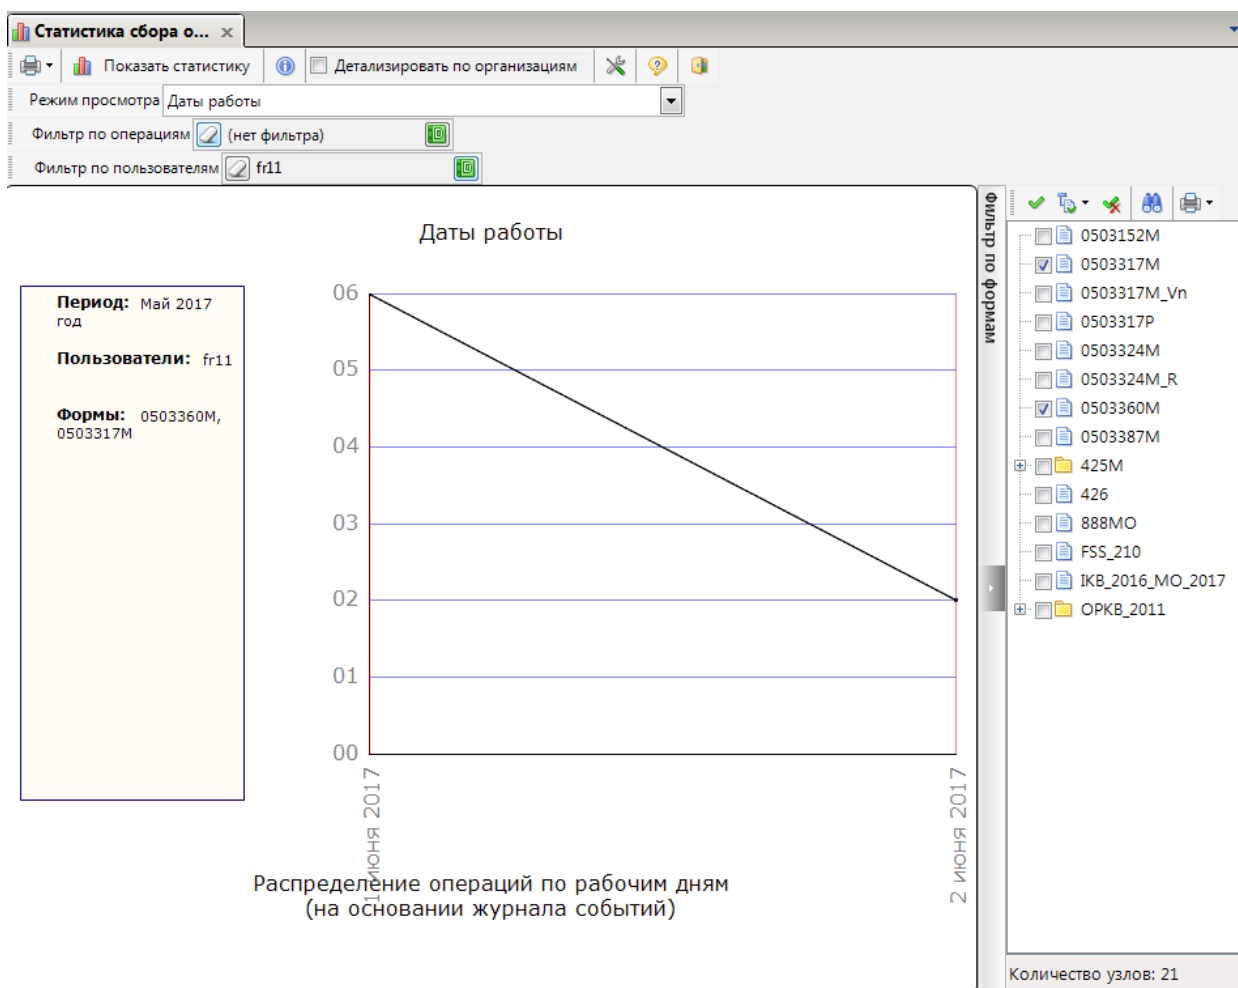 Статистика сбора о...
Показать статистику
Детализировать по организациям
Режим просмотра Даты работы
Фильтр по операциям (нет фильтра)
Фильтр по пользователям fr11
Даты работы
Период: Май 2017
год
Пользователи: fr11
Формы: 0503360M,
0503317M
06
05
04
03
02
01
00
1 июня 2017
2 июня 2017
Распределение операций по рабочим дням
(на основании журнала событий)
Фильтр по формам
0503152M
0503317M
0503317M_Vn
0503317P
0503324M
0503324M_R
0503360M
0503387M
425M
426
888MO
FSS_210
IKB_2016_MO_2017
OPKB_2011
Количество узлов: 21